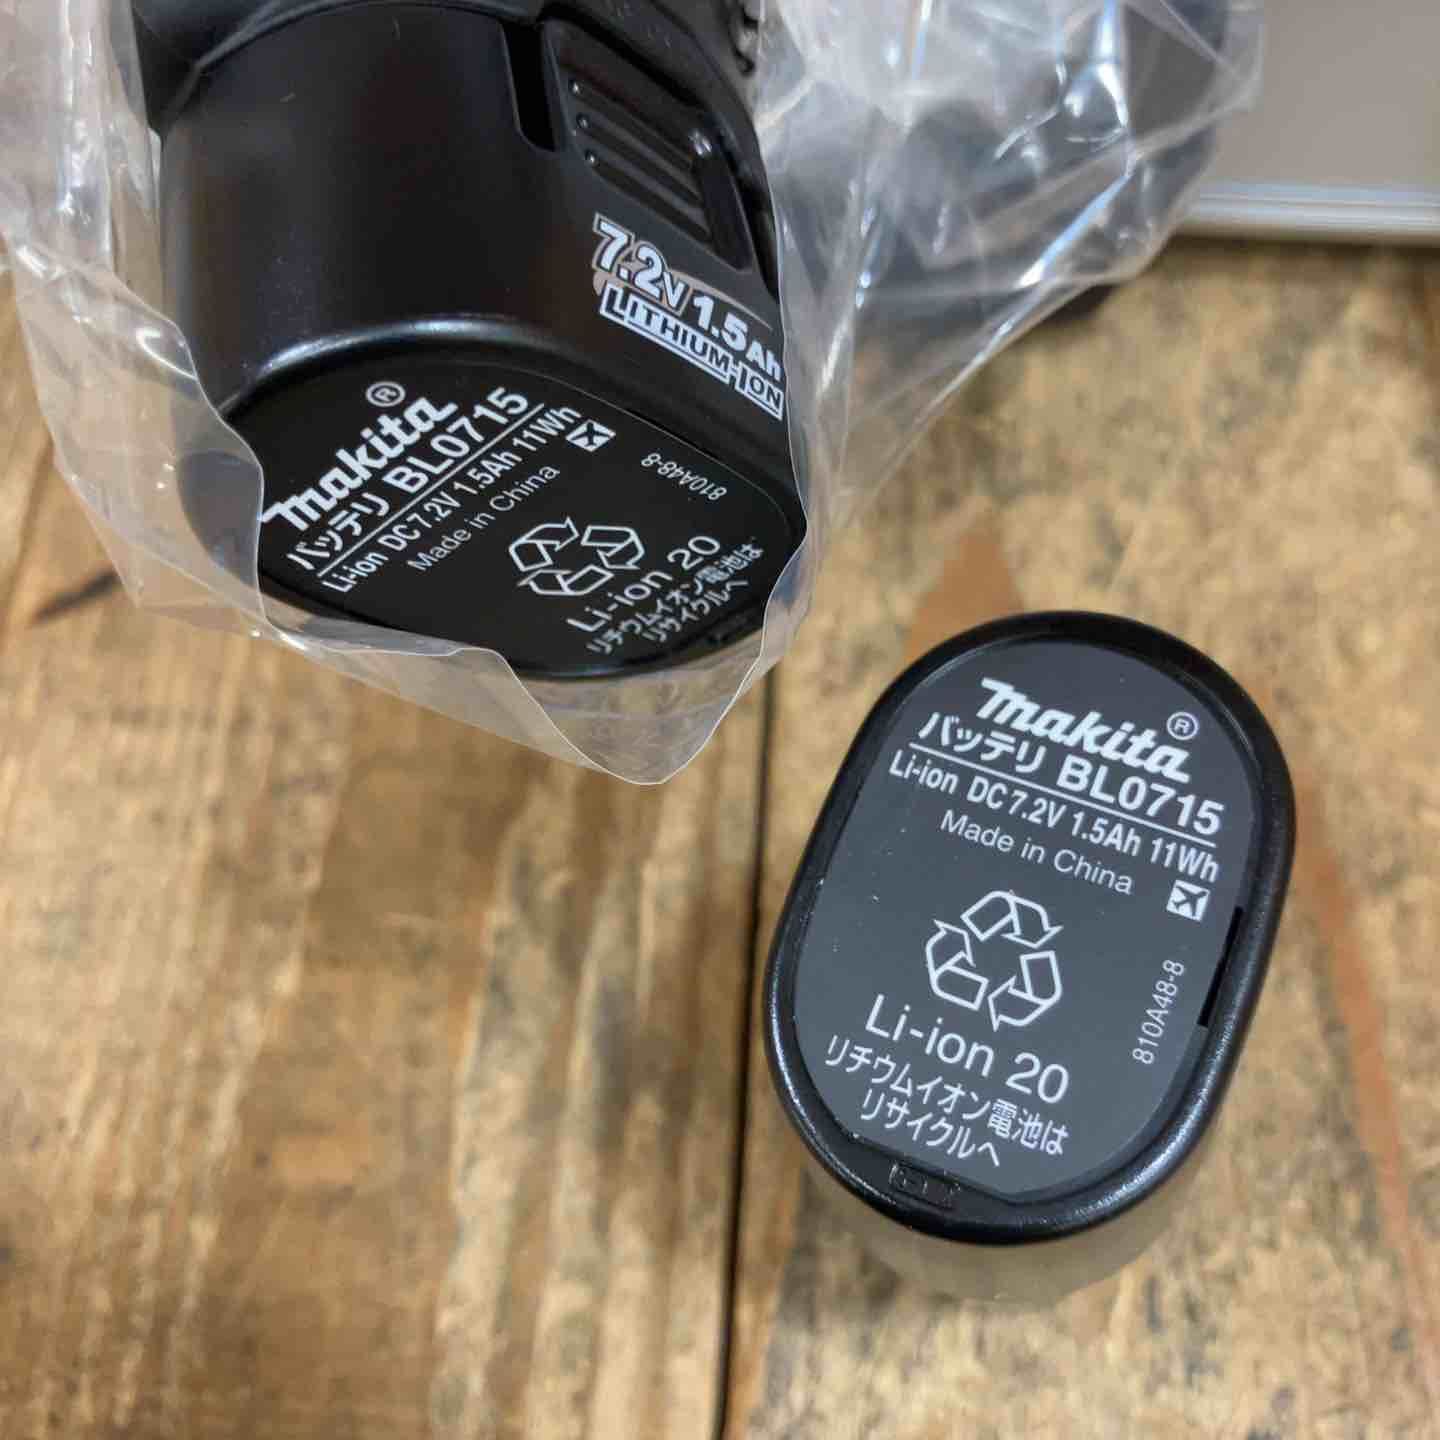 7.2V 1.5Ah
LITHIUM-ION
makita®
バッテリ BL0715
Li-ion DC7.2V 1.5Ah 11Wh
Made in China
810A48-8
Li-ion 20
リチウムイオン電池は
リサイクルへ
makita®
バッテリ BL0715
Li-ion DC7.2V 1.5Ah 11Wh
Made in China
810A48-8
Li-ion 20
リチウムイオン電池は
リサイクルへ